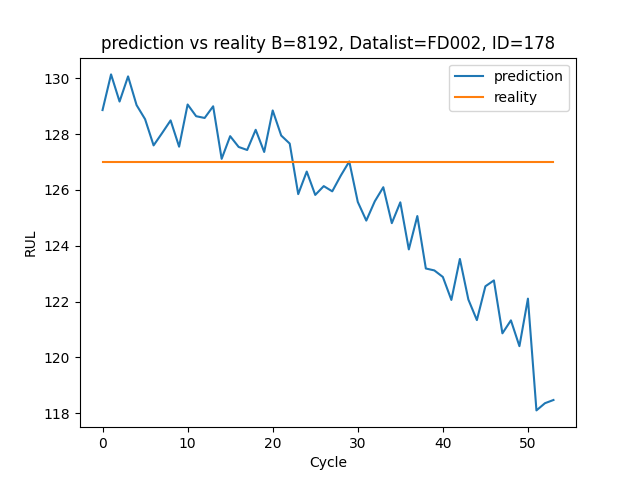 prediction vs reality B=8192, Datalist=FD002, ID=178
prediction
reality
130
128
126
124
122
120
118
RUL
0 10 20 30 40 50
Cycle